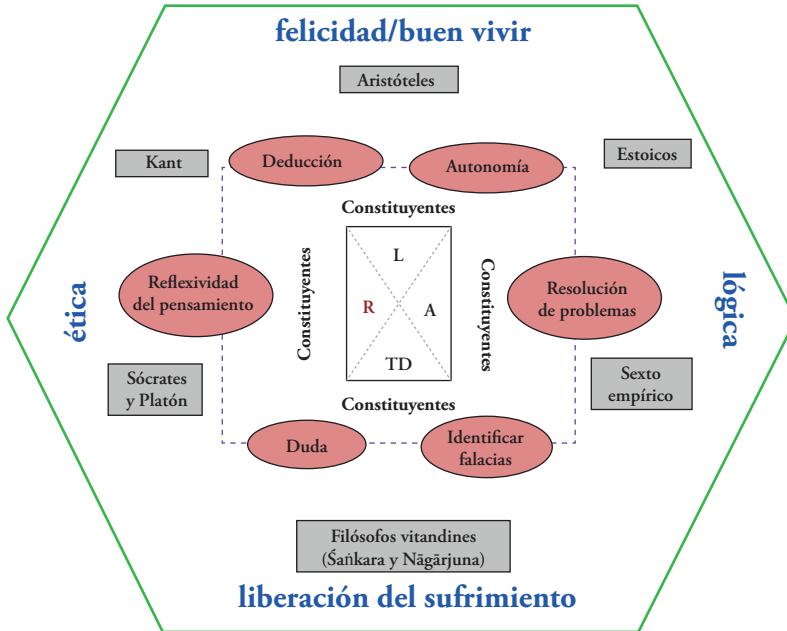 felicidad/buen vivir
Aristóteles
Kant
Deducción
Autonomía
Estoicos
Constituyentes
L
Constituyentes
R
A
Constituyentes
TD
Constituyentes
ética
Reflexividad
del pensamiento
Resolución
de problemas
lógica
Sócrates
y Platón
Sexto
empírico
Duda
Identificar
falacias
Filósofos vitandines
(Śaṅkara y Nāgārjuna)
liberación del sufrimiento